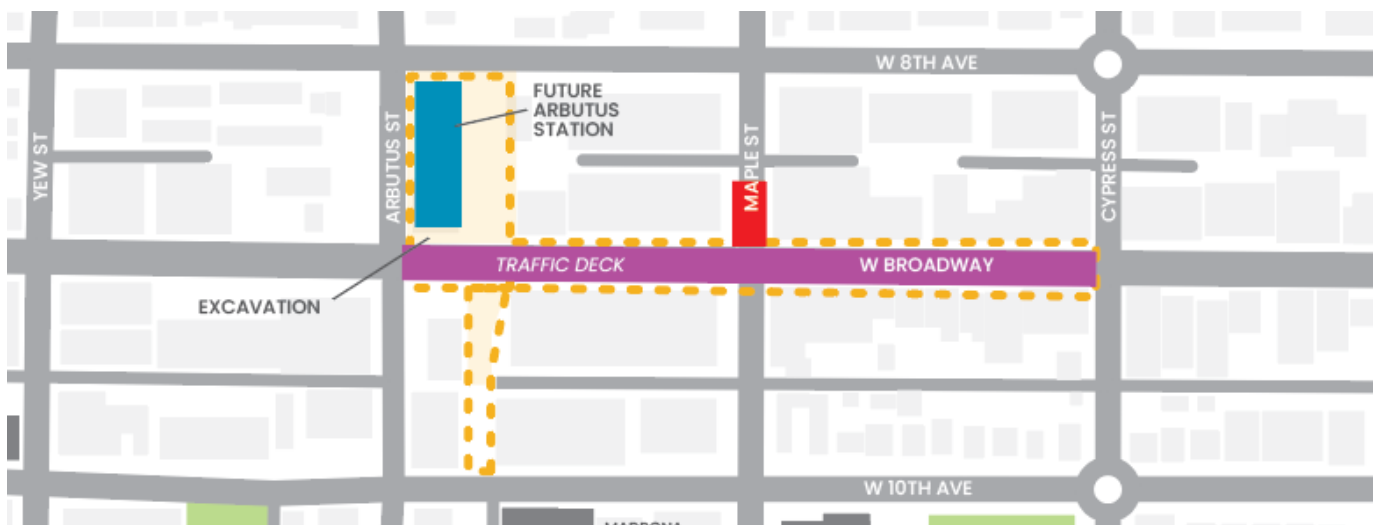 W 8TH AVE
FUTURE
ARBUTUS
STATION
YEW ST
ARBUTUS ST
MAPLE ST
CYPRESS ST
TRAFFIC DECK
W BROADWAY
EXCAVATION
W 10TH AVE